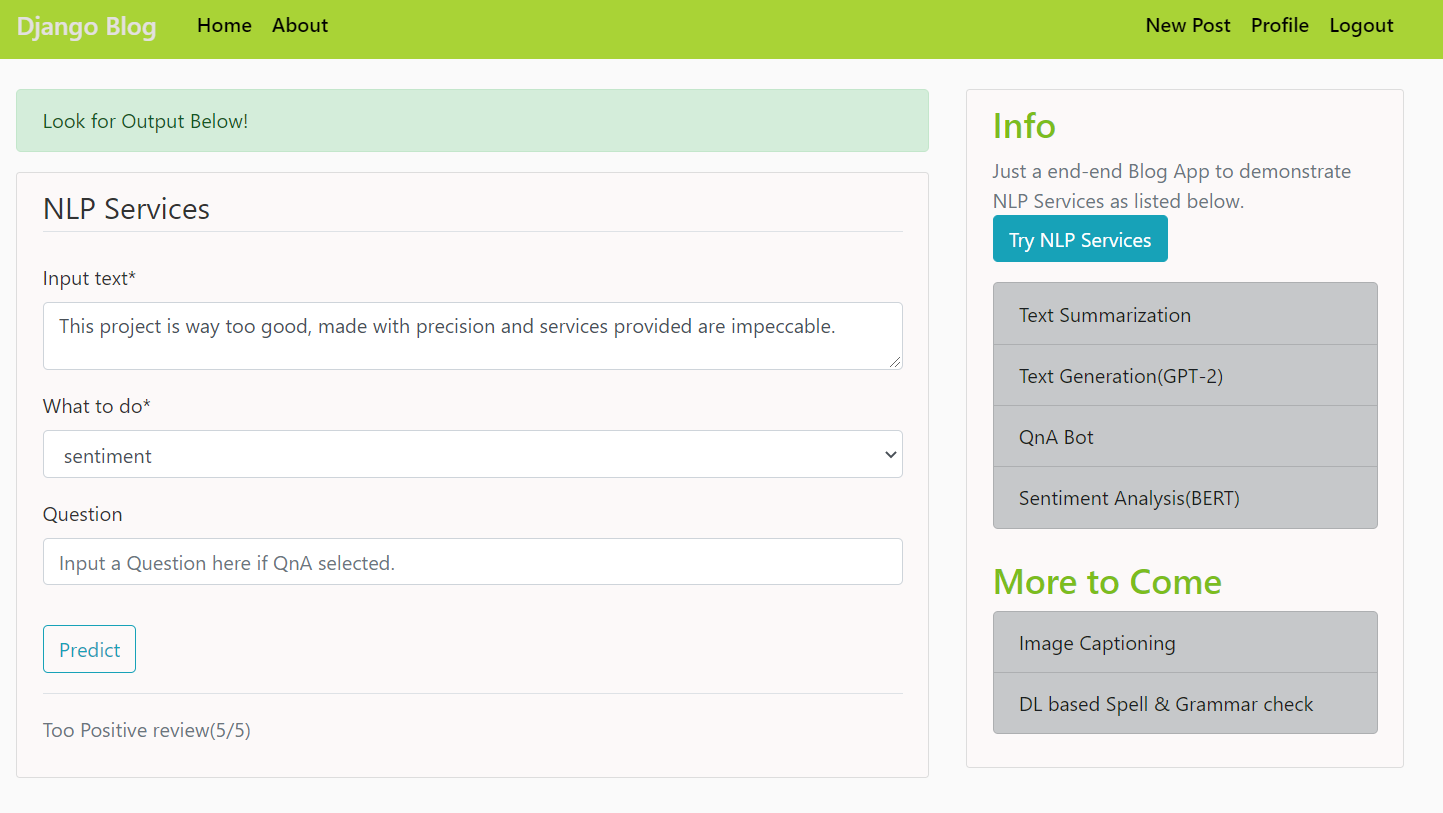 Django Blog Home About New Post Profile Logout
Look for Output Below!
NLP Services
Input text*
This project is way too good, made with precision and services provided are impeccable.
What to do*
sentiment
Question
Input a Question here if QnA selected.
Predict
Too Positive review(5/5)
Info
Just a end-end Blog App to demonstrate
NLP Services as listed below.
Try NLP Services
Text Summarization
Text Generation(GPT-2)
QnA Bot
Sentiment Analysis(BERT)
More to Come
Image Captioning
DL based Spell & Grammar check